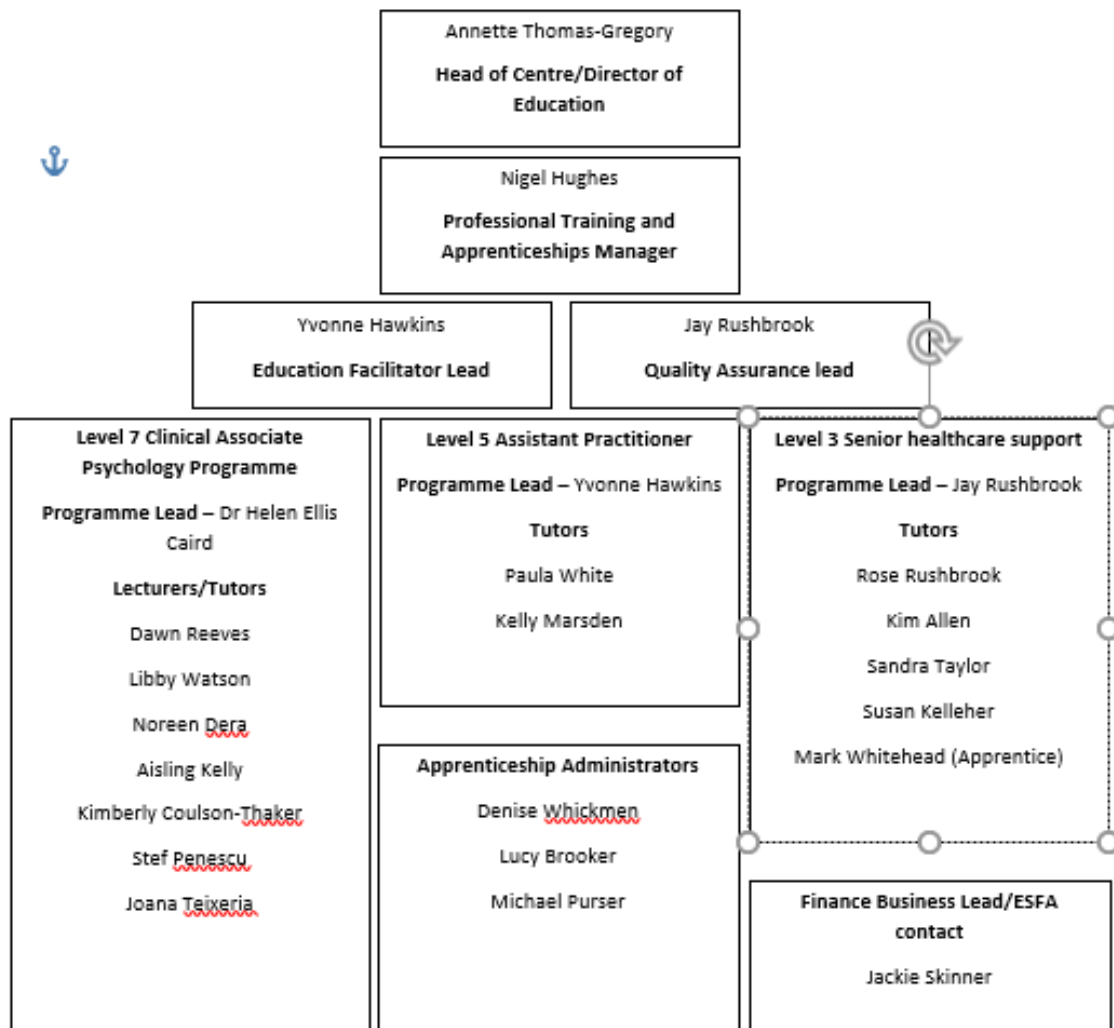 Annette Thomas-Gregory
Head of Centre/Director of
Education
Nigel Hughes
Professional Training and
Apprenticeships Manager
Yvonne Hawkins
Education Facilitator Lead
Jay Rushbrook
Quality Assurance lead
Level 7 Clinical Associate
Psychology Programme
Programme Lead – Dr Helen Ellis
Caird
Lecturers/Tutors
Dawn Reeves
Libby Watson
Noreen Dera
Aisling Kelly
Kimberly Coulson-Thaker
Stef Penescu
Joana Teixeria
Level 5 Assistant Practitioner
Programme Lead – Yvonne Hawkins
Tutors
Paula White
Kelly Marsden
Apprenticeship Administrators
Denise Whickmen
Lucy Brooker
Michael Purser
Level 3 Senior healthcare support
Programme Lead – Jay Rushbrook
Tutors
Rose Rushbrook
Kim Allen
Sandra Taylor
Susan Kelleher
Mark Whitehead (Apprentice)
Finance Business Lead/ESFA
contact
Jackie Skinner